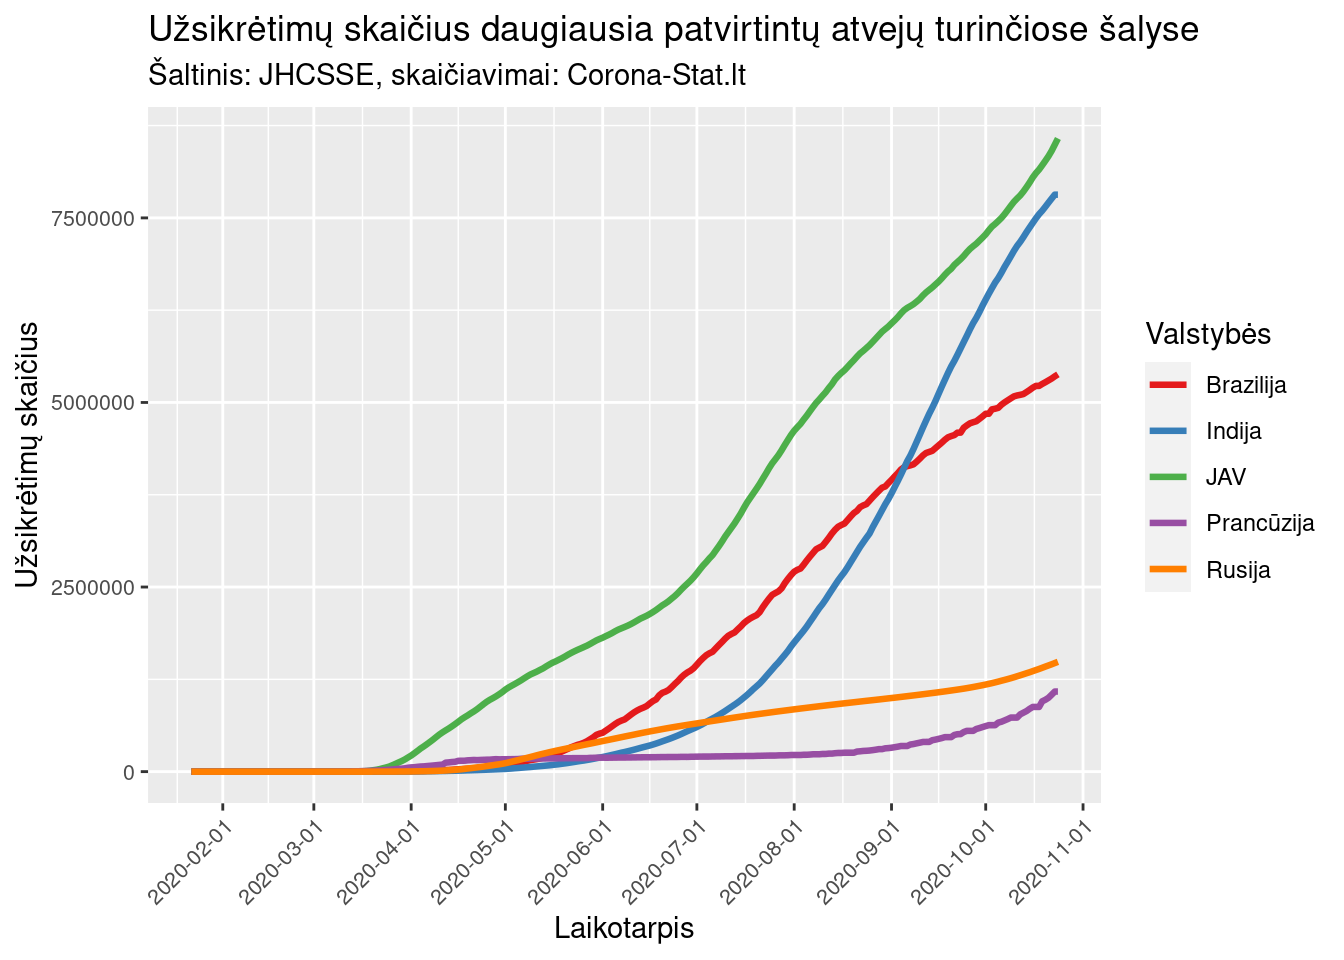 Užsikrėtimų skaičius daugiausia patvirtintų atvejų turinčiose šalyse
Šaltinis: JHCSSE, skaičiavimai: Corona-Stat.lt
Užsikrėtimų skaičius
7500000
5000000
2500000
0
2020-02-01
2020-03-01
2020-04-01
2020-05-01
2020-06-01
2020-07-01
2020-08-01
2020-09-01
2020-10-01
2020-11-01
Laikotarpis
Valstybės
Brazilija
Indija
JAV
Prancūzija
Rusija